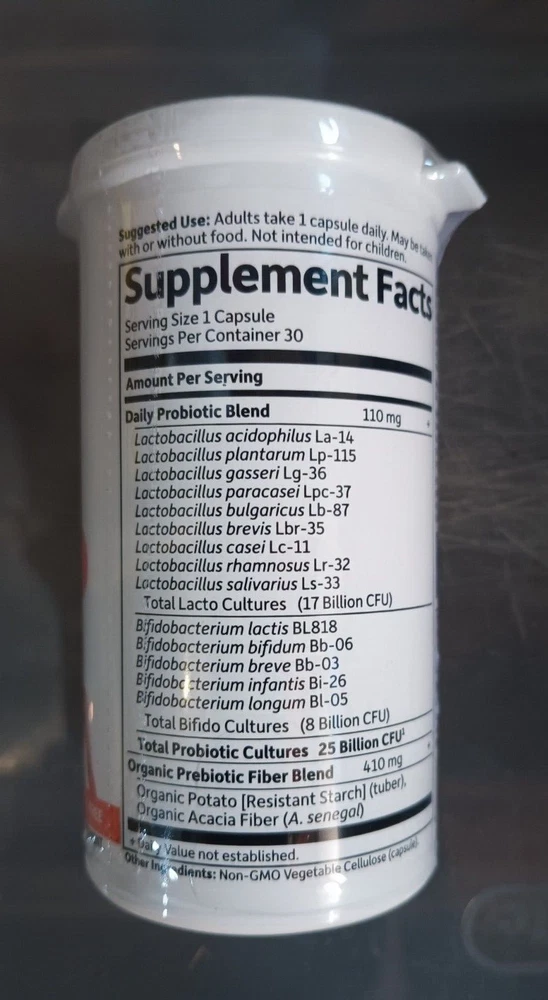 Suggested Use: Adults take 1 capsule daily. May be taken
with or without food. Not intended for children.
Supplement Facts
Serving Size 1 Capsule
Servings Per Container 30
Amount Per Serving
Daily Probiotic Blend 110 mg +
Lactobacillus acidophilus La-14
Lactobacillus plantarum Lp-115
Lactobacillus gasseri Lg-36
Lactobacillus paracasei Lpc-37
Lactobacillus bulgaricus Lb-87
Lactobacillus brevis Lbr-35
Lactobacillus casei Lc-11
Lactobacillus rhamnosus Lr-32
Lactobacillus salivarius Ls-33
Total Lacto Cultures (17 Billion CFU)
Bifidobacterium lactis BL818
Bifidobacterium bifidum Bb-06
Bifidobacterium breve Bb-03
Bifidobacterium infantis Bi-26
Bifidobacterium longum Bl-05
Total Bifido Cultures (8 Billion CFU)
Total Probiotic Cultures 25 Billion CFU¹
Organic Prebiotic Fiber Blend 410 mg +
Organic Potato [Resistant Starch] (tuber),
Organic Acacia Fiber (A. senegal)
+ Daily Value not established.
Other Ingredients: Non-GMO Vegetable Cellulose (capsule).